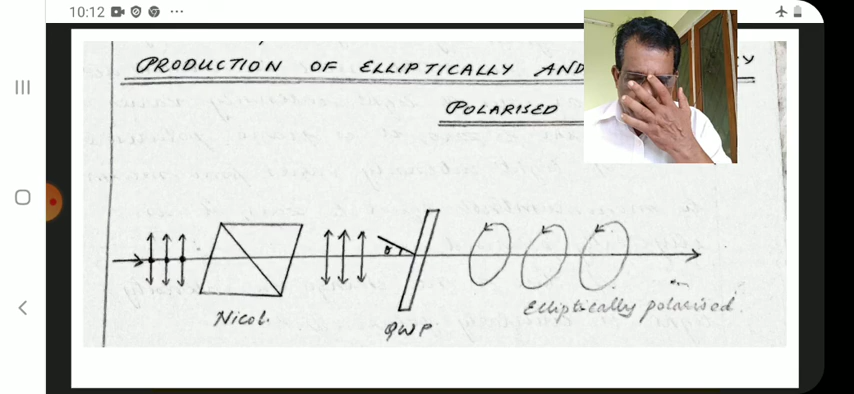 10:12
PRODUCTION OF ELLIPTICALLY AND
POLARISED
θ
Nicol.
QWP
Elliptically polarised.